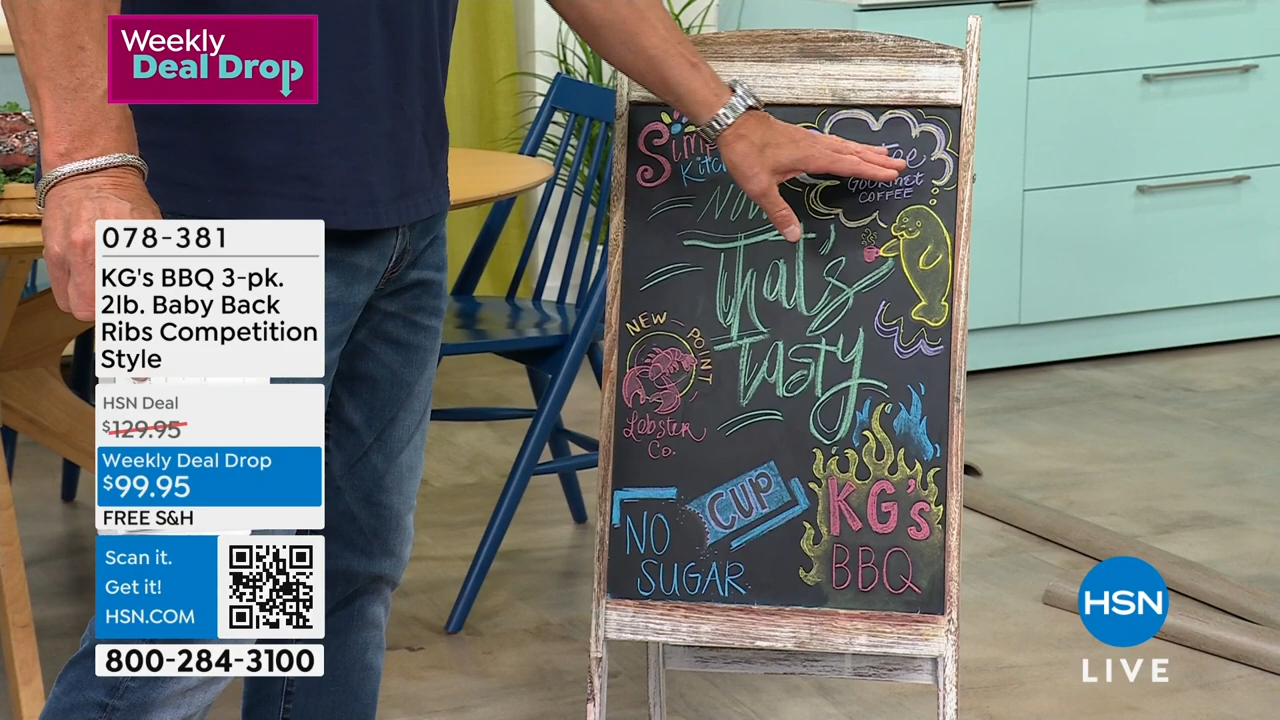 Weekly
Deal Drop
078-381
KG's BBQ 3-pk.
2lb. Baby Back
Ribs Competition
Style
HSN Deal
$129.95
Weekly Deal Drop
$99.95
FREE S&H
Scan it.
Get it!
HSN.COM
800-284-3100
GOURMET
COFFEE
That's
Tasty
NEW-POINT
Lobster
Co.
NO
SUGAR
CUP
KG's
BBQ
HSN
LIVE